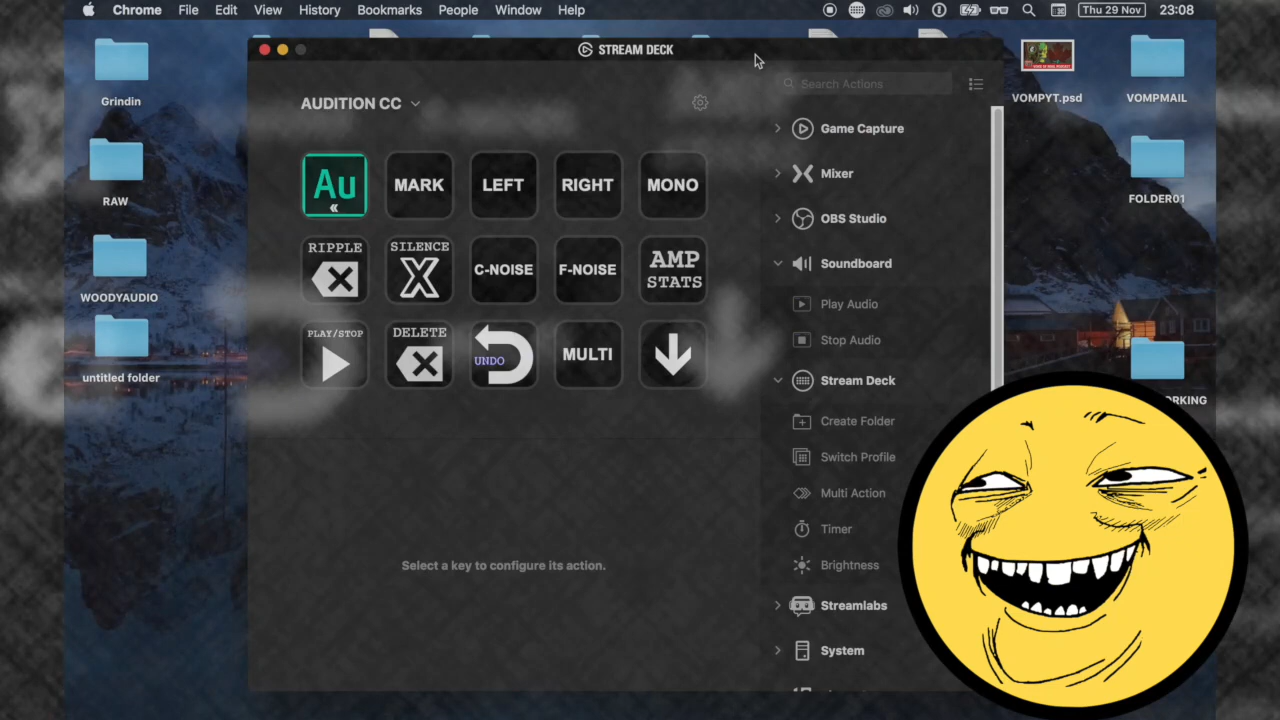 Chrome File Edit View History Bookmarks People Window Help
Thu 29 Nov 23:08
STREAM DECK
Grindin
RAW
WOODYAUDIO
untitled folder
AUDITION CC
Au
MARK
LEFT
RIGHT
MONO
RIPPLE
SILENCE
X
C-NOISE
F-NOISE
AMP
STATS
PLAY/STOP
DELETE
UNDO
MULTI
Select a key to configure its action.
Search Actions
Game Capture
Mixer
OBS Studio
Soundboard
Play Audio
Stop Audio
Stream Deck
Create Folder
Switch Profile
Multi Action
Timer
Brightness
Streamlabs
System
VOMPYT.psd
VOMPMAIL
FOLDER01